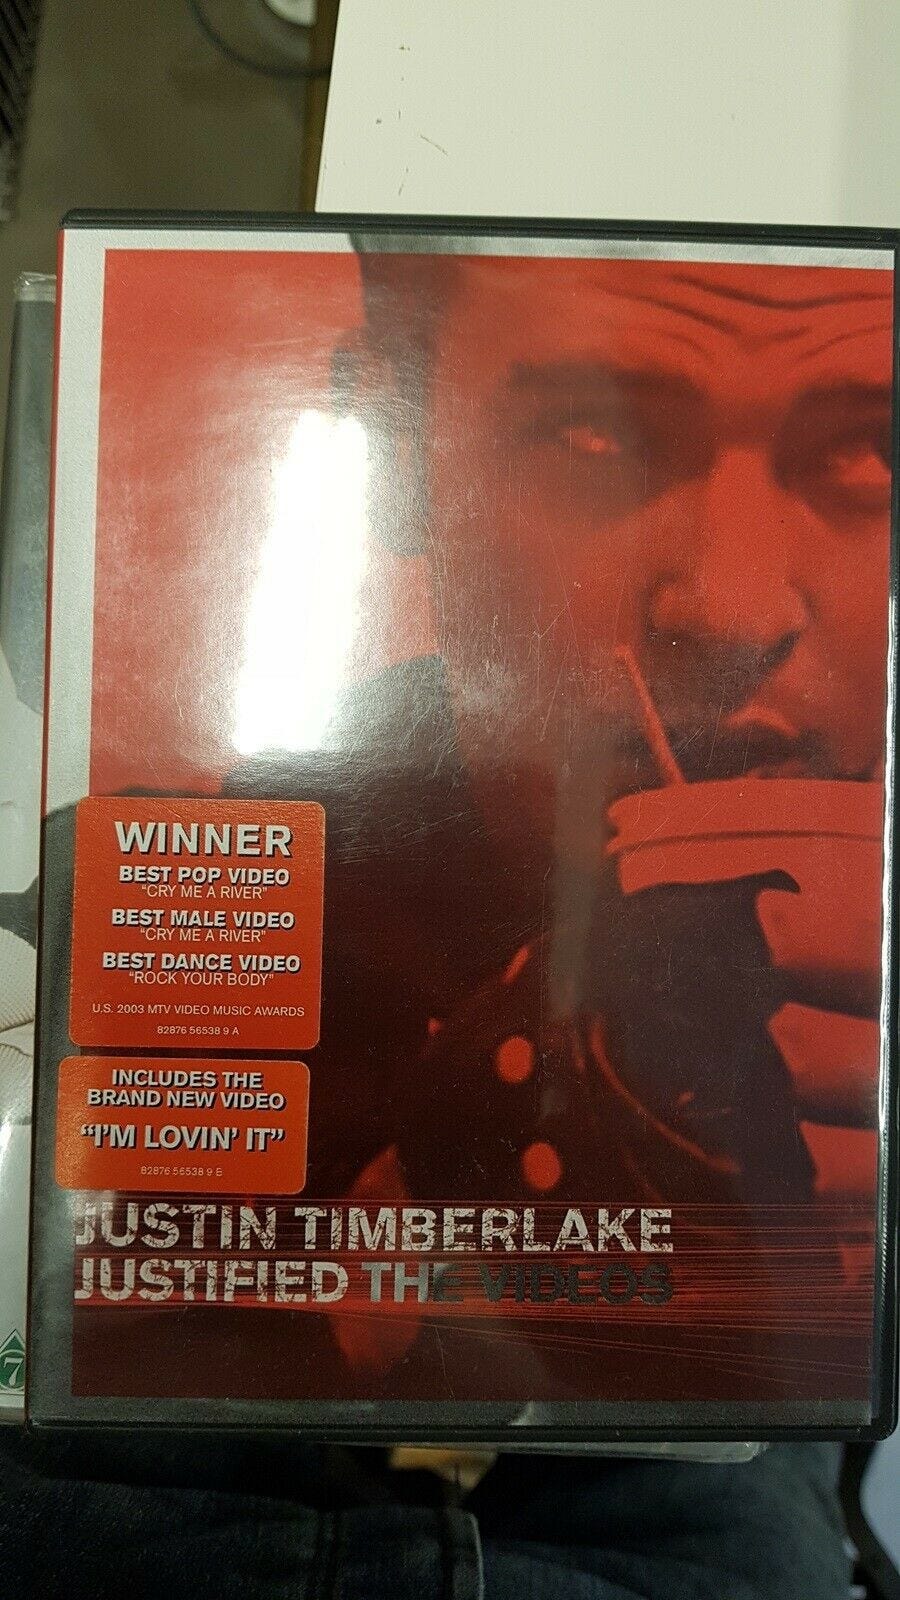 WINNER
BEST POP VIDEO
"CRY ME A RIVER"
BEST MALE VIDEO
"CRY ME A RIVER"
BEST DANCE VIDEO
"ROCK YOUR BODY"
U.S. 2003 MTV VIDEO MUSIC AWARDS
82876 56538 9 A
INCLUDES THE
BRAND NEW VIDEO
"I'M LOVIN' IT"
82876 56538 9 B
JUSTIN TIMBERLAKE
JUSTIFIED THE VIDEOS
7